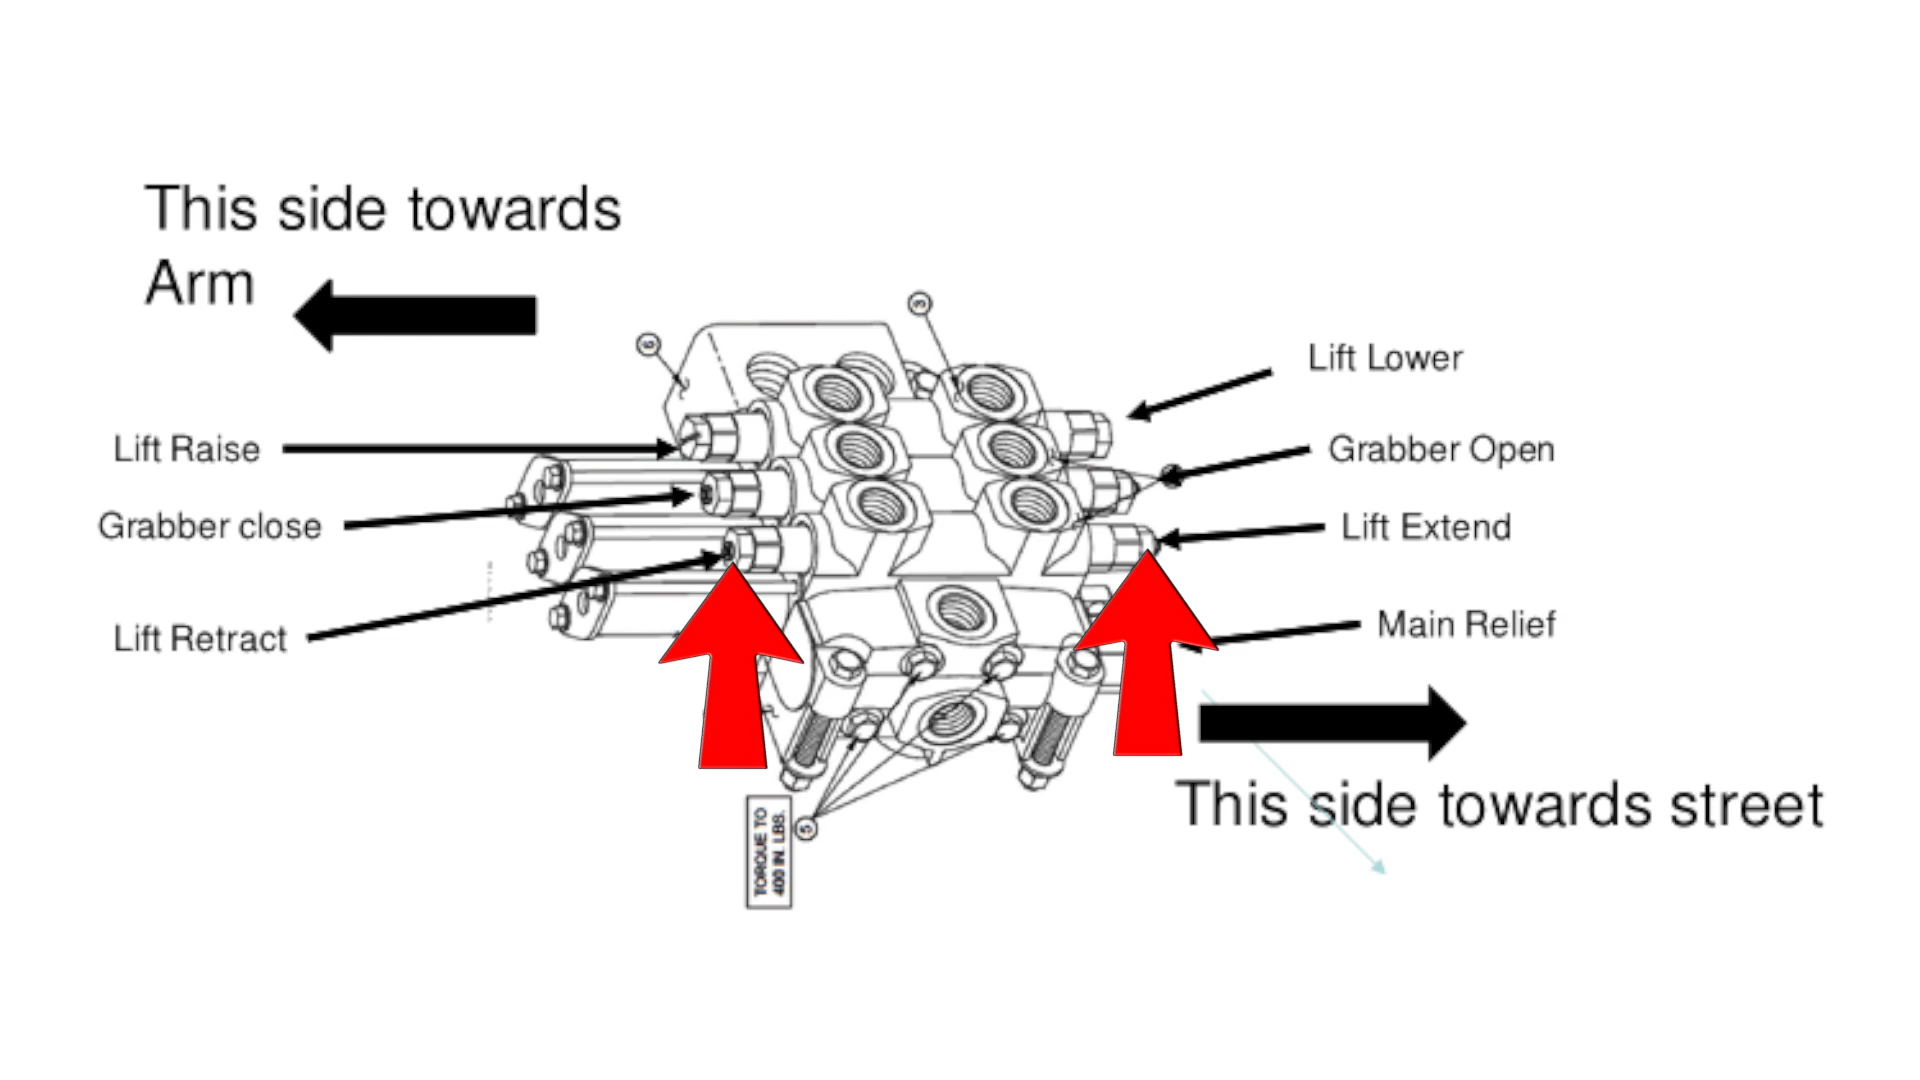 This side towards
Arm
3
6
Lift Lower
Lift Raise
Grabber Open
Grabber close
Lift Extend
Lift Retract
Main Relief
This side towards street
5
TORQUE TO
400 IN. LBS.